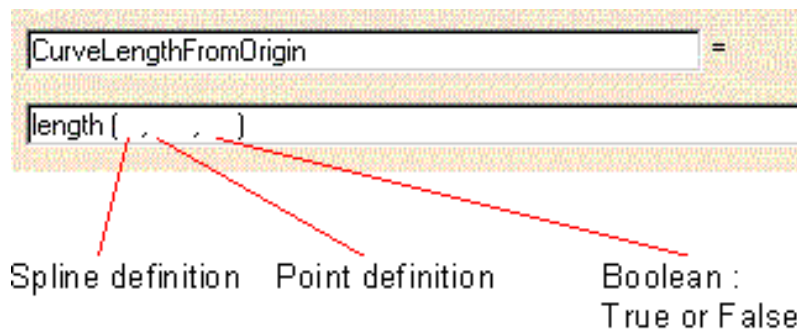 CurveLengthFromOrigin =
length ( , , )
Spline definition Point definition Boolean :
True or False